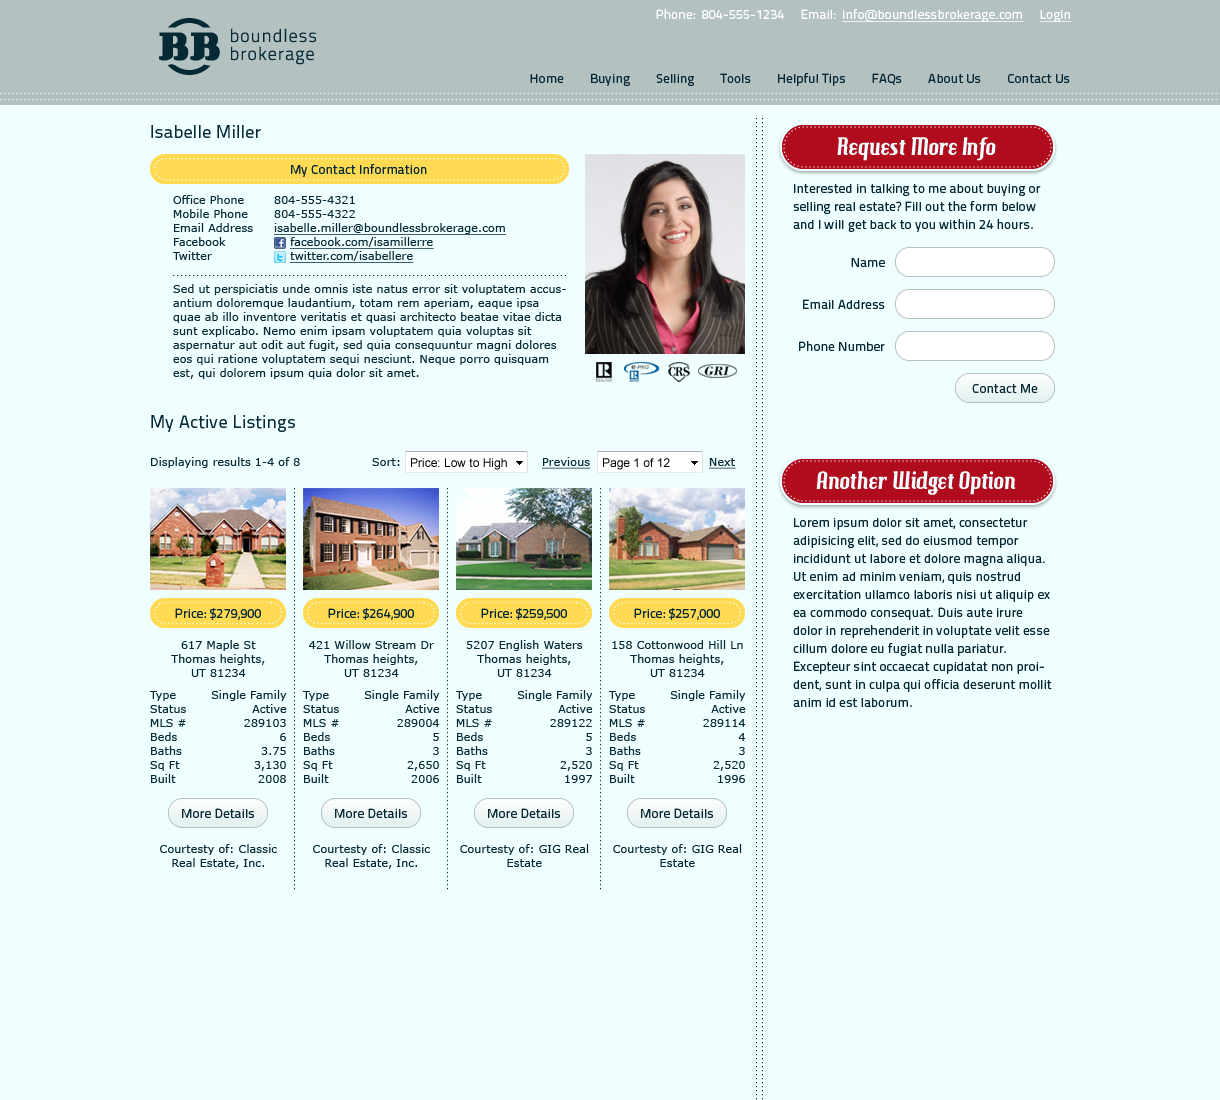 Phone: 804-555-1234 Email: info@boundlessbrokerage.com Login
BB boundless
brokerage
Home Buying Selling Tools Helpful Tips FAQs About Us Contact Us
Isabelle Miller
My Contact Information
Office Phone 804-555-4321
Mobile Phone 804-555-4322
Email Address isabelle.miller@boundlessbrokerage.com
Facebook facebook.com/isamillerre
Twitter twitter.com/isabellere
Sed ut perspiciatis unde omnis iste natus error sit voluptatem accus-
antium doloremque laudantium, totam rem aperiam, eaque ipsa
quae ab illo inventore veritatis et quasi architecto beatae vitae dicta
sunt explicabo. Nemo enim ipsam voluptatem quia voluptas sit
aspernatur aut odit aut fugit, sed quia consequuntur magni dolores
eos qui ratione voluptatem sequi nesciunt. Neque porro quisquam
est, qui dolorem ipsum quia dolor sit amet.
R e-PRO R CRS GRI
REALTOR
My Active Listings
Displaying results 1-4 of 8 Sort: Price: Low to High Previous Page 1 of 12 Next
Price: $279,900
617 Maple St
Thomas heights,
UT 81234
Type Single Family
Status Active
MLS # 289103
Beds 6
Baths 3.75
Sq Ft 3,130
Built 2008
More Details
Courtesty of: Classic
Real Estate, Inc.
Price: $264,900
421 Willow Stream Dr
Thomas heights,
UT 81234
Type Single Family
Status Active
MLS # 289004
Beds 5
Baths 3
Sq Ft 2,650
Built 2006
More Details
Courtesty of: Classic
Real Estate, Inc.
Price: $259,500
5207 English Waters
Thomas heights,
UT 81234
Type Single Family
Status Active
MLS # 289122
Beds 5
Baths 3
Sq Ft 2,520
Built 1997
More Details
Courtesty of: GIG Real
Estate
Price: $257,000
158 Cottonwood Hill Ln
Thomas heights,
UT 81234
Type Single Family
Status Active
MLS # 289114
Beds 4
Baths 3
Sq Ft 2,520
Built 1996
More Details
Courtesty of: GIG Real
Estate
Request More Info
Interested in talking to me about buying or
selling real estate? Fill out the form below
and I will get back to you within 24 hours.
Name
Email Address
Phone Number
Contact Me
Another Widget Option
Lorem ipsum dolor sit amet, consectetur
adipisicing elit, sed do eiusmod tempor
incididunt ut labore et dolore magna aliqua.
Ut enim ad minim veniam, quis nostrud
exercitation ullamco laboris nisi ut aliquip ex
ea commodo consequat. Duis aute irure
dolor in reprehenderit in voluptate velit esse
cillum dolore eu fugiat nulla pariatur.
Excepteur sint occaecat cupidatat non proi-
dent, sunt in culpa qui officia deserunt mollit
anim id est laborum.